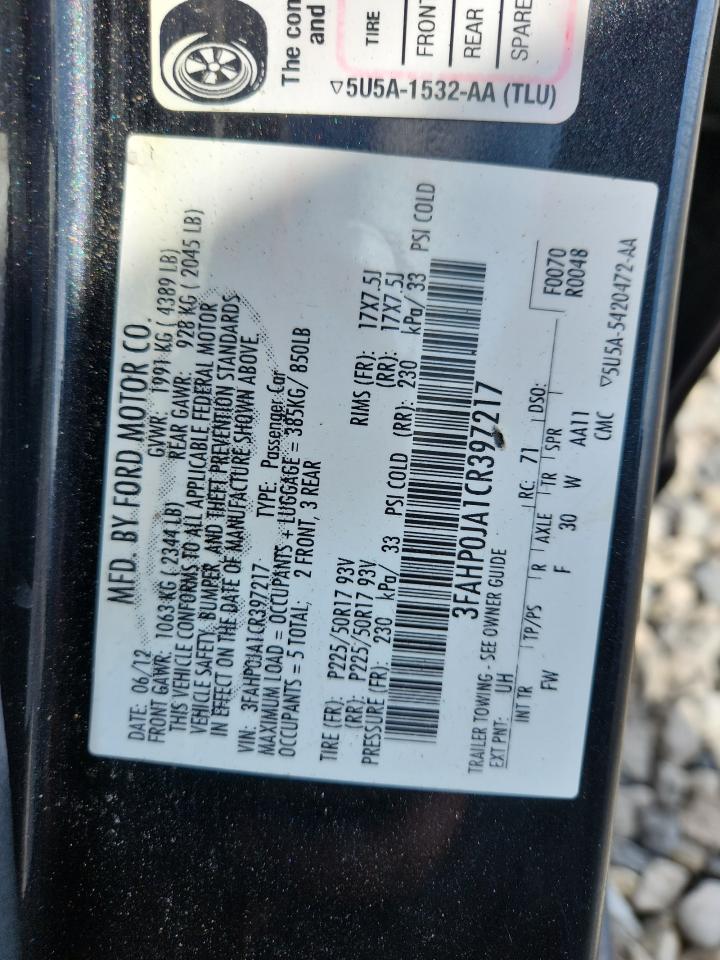 The con
and
TIRE
FRONT
REAR
SPARE
▽5U5A-1532-AA (TLU)
MFD. BY FORD MOTOR CO.
DATE: 06/12 GVWR: 1991 KG ( 4389 LB)
FRONT GAWR: 1063 KG ( 2344 LB) REAR GAWR: 928 KG ( 2045 LB)
THIS VEHICLE CONFORMS TO ALL APPLICABLE FEDERAL MOTOR
VEHICLE SAFETY, BUMPER, AND THEFT PREVENTION STANDARDS
IN EFFECT ON THE DATE OF MANUFACTURE SHOWN ABOVE.
VIN: 3FAHP0JA1CR397217 TYPE: Passenger Car
MAXIMUM LOAD = OCCUPANTS + LUGGAGE = 385KG/ 850LB
OCCUPANTS = 5 TOTAL, 2 FRONT, 3 REAR
TIRE (FR): P225/50R17 93V RIMS (FR): 17X7.5J
(RR): P225/50R17 93V (RR): 17X7.5J
PRESSURE (FR): 230 kPa/ 33 PSI COLD (RR): 230 kPa/ 33 PSI COLD
3FAHP0JA1CR397217
TRAILER TOWING - SEE OWNER GUIDE
EXT PNT: UH RC: 71 DSO: F0070
R0048
INT TR TP/PS R AXLE TR SPR
FW F 30 W AA11
CMC
▽5U5A-5420472-AA